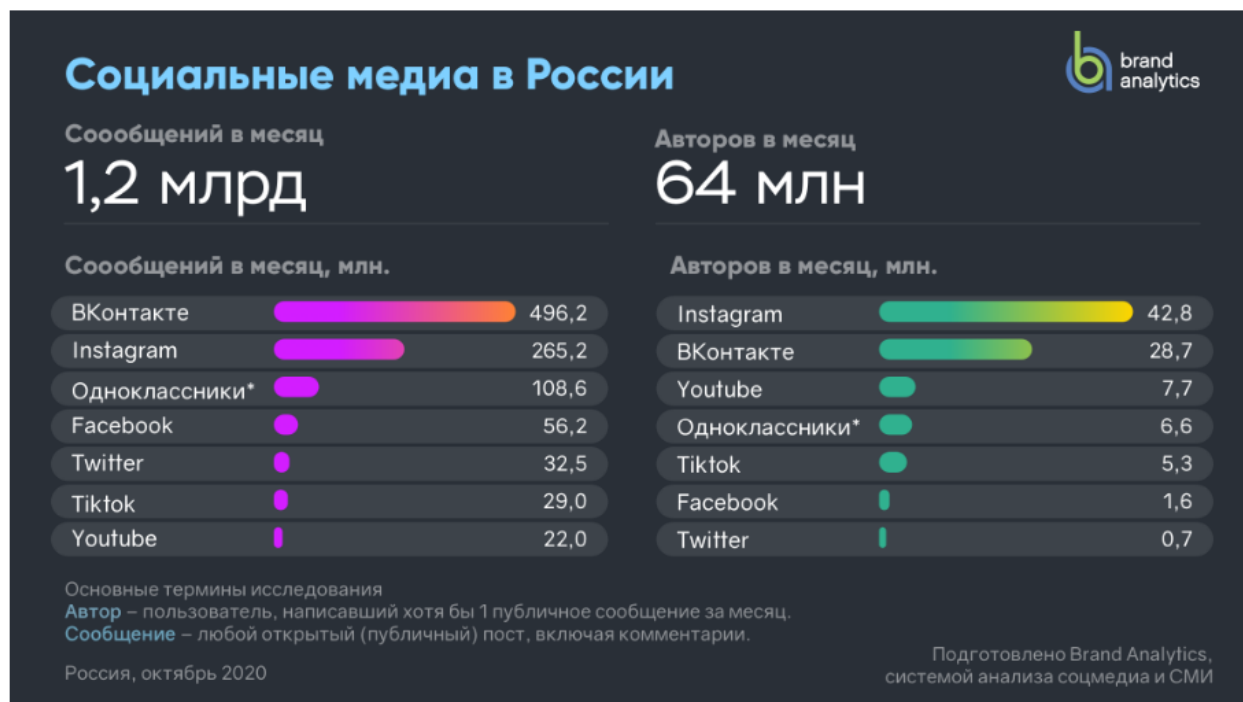 Социальные медиа в России
brand
analytics
Соообщений в месяц
1,2 млрд
Авторов в месяц
64 млн
Соообщений в месяц, млн.
ВКонтакте 496,2
Instagram 265,2
Одноклассники* 108,6
Facebook 56,2
Twitter 32,5
Tiktok 29,0
Youtube 22,0
Авторов в месяц, млн.
Instagram 42,8
ВКонтакте 28,7
Youtube 7,7
Одноклассники* 6,6
Tiktok 5,3
Facebook 1,6
Twitter 0,7
Основные термины исследования
Автор – пользователь, написавший хотя бы 1 публичное сообщение за месяц.
Сообщение – любой открытый (публичный) пост, включая комментарии.
Россия, октябрь 2020
Подготовлено Brand Analytics,
системой анализа соцмедиа и СМИ